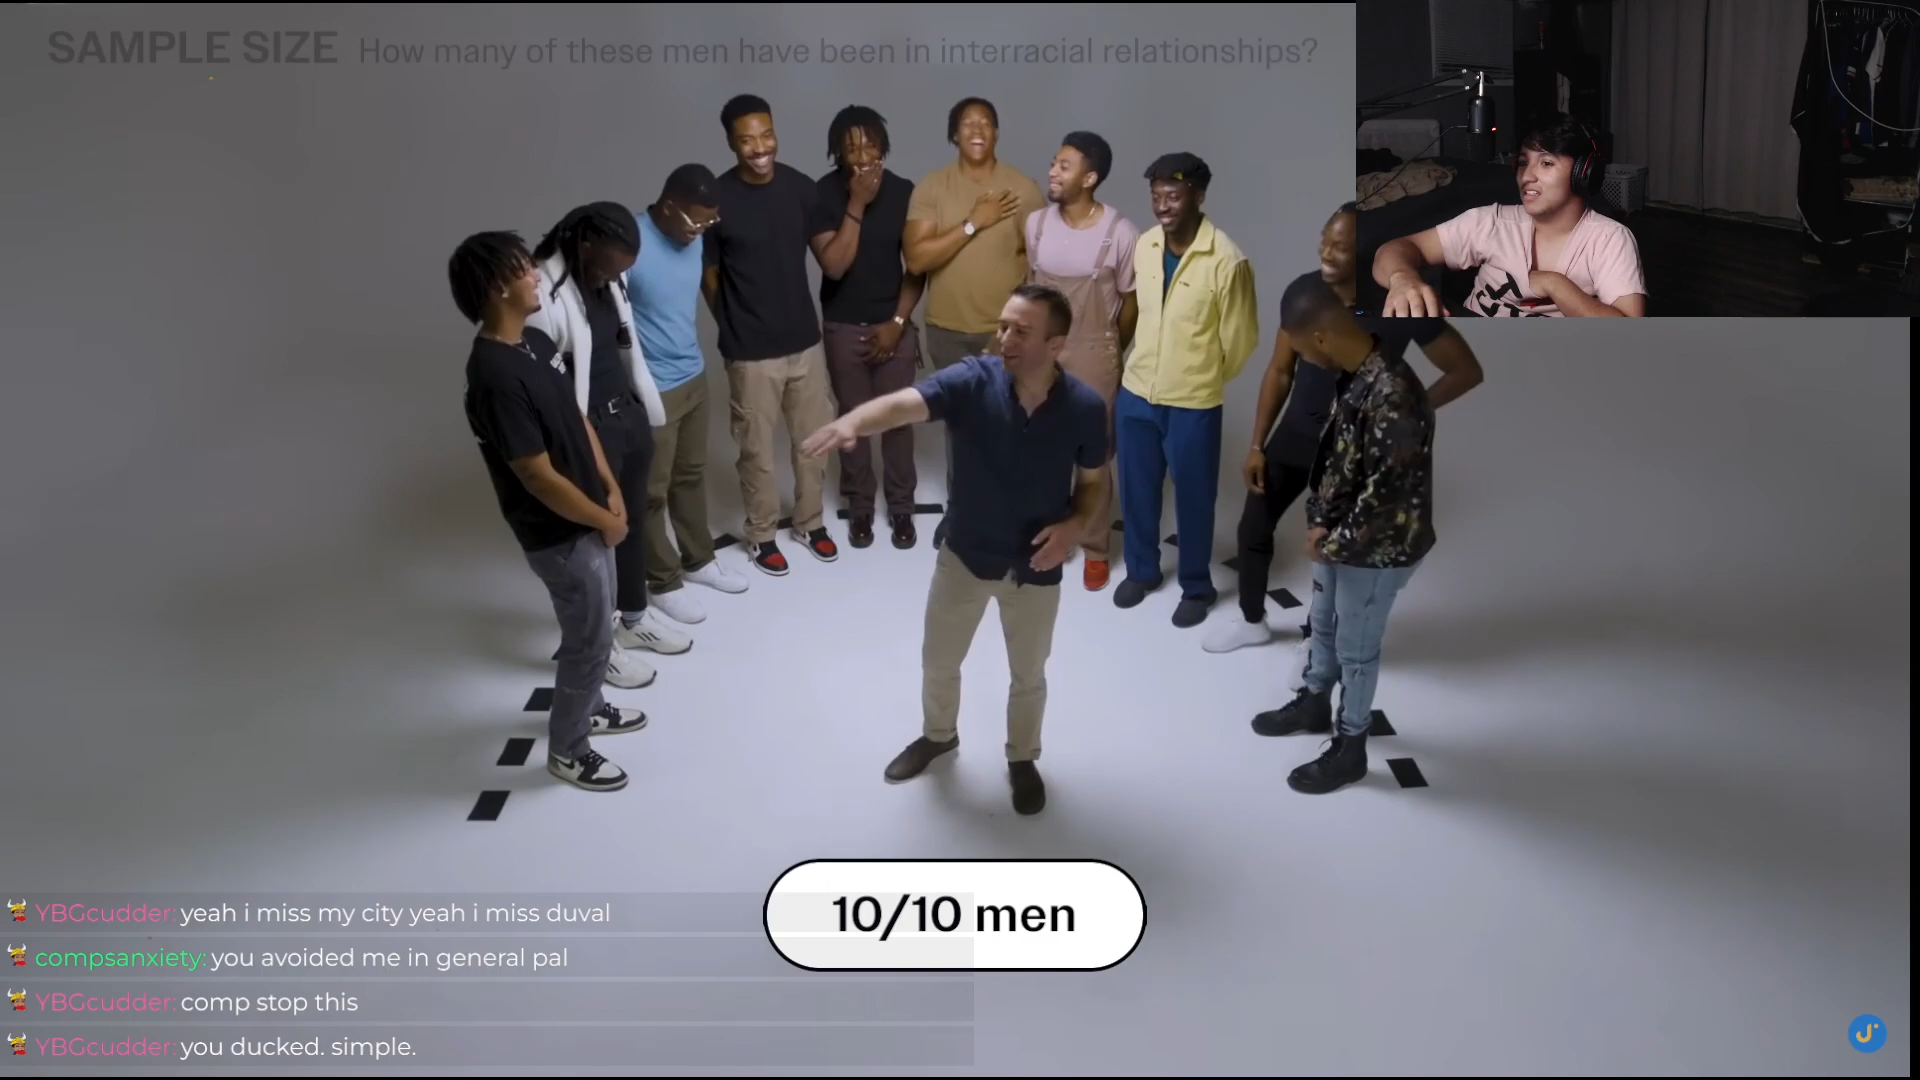 SAMPLE SIZE How many of these men have been in interracial relationships?
10/10 men
YBGcudder: yeah i miss my city yeah i miss duval
compsanxiety: you avoided me in general pal
YBGcudder: comp stop this
YBGcudder: you ducked. simple.